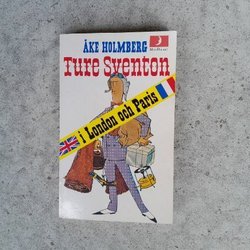 ÅKE HOLMBERG
Ture Sventon
i London och Paris